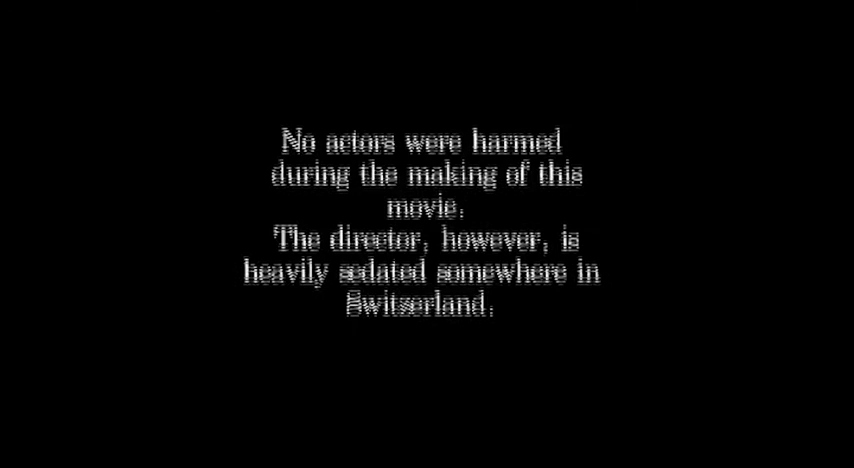 No actors were harmed
during the making of this
movie.
The director, however, is
heavily sedated somewhere in
Switzerland.